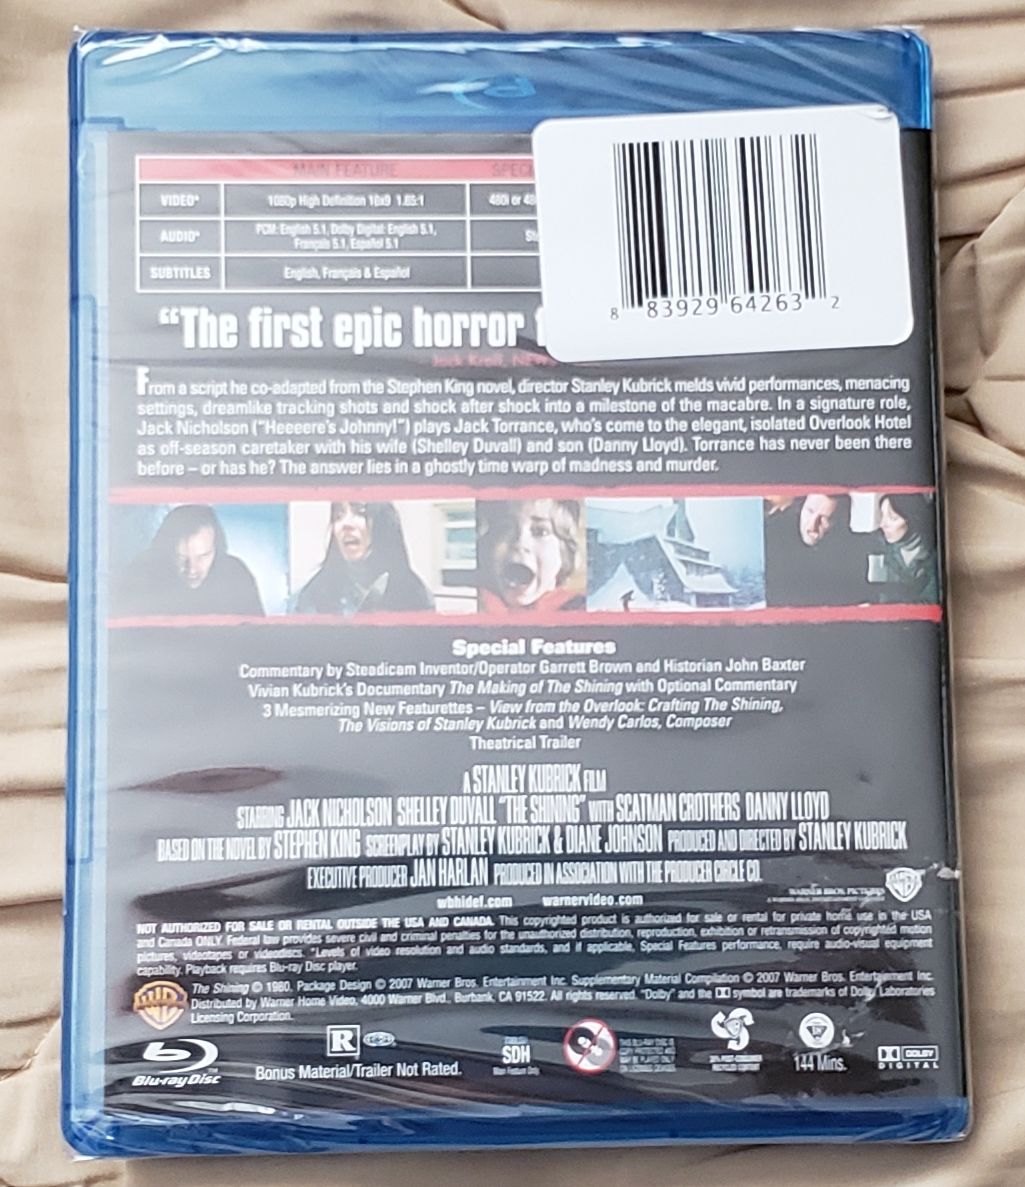 MAIN FEATURE SPEC
VIDEO* 1080p High Definition 16x9 1.85:1 480i or 48
AUDIO* PCM: English 5.1, Dolby Digital: English 5.1, Français 5.1, Español 5.1 St
SUBTITLES English, Français & Español
8 83929 64263 2
“The first epic horror f
Jack Kroll, NEWS
From a script he co-adapted from the Stephen King novel, director Stanley Kubrick melds vivid performances, menacing
settings, dreamlike tracking shots and shock after shock into a milestone of the macabre. In a signature role,
Jack Nicholson (“Heeeere’s Johnny!”) plays Jack Torrance, who’s come to the elegant, isolated Overlook Hotel
as off-season caretaker with his wife (Shelley Duvall) and son (Danny Lloyd). Torrance has never been there
before – or has he? The answer lies in a ghostly time warp of madness and murder.
Special Features
Commentary by Steadicam Inventor/Operator Garrett Brown and Historian John Baxter
Vivian Kubrick’s Documentary The Making of The Shining with Optional Commentary
3 Mesmerizing New Featurettes – View from the Overlook: Crafting The Shining,
The Visions of Stanley Kubrick and Wendy Carlos, Composer
Theatrical Trailer
A STANLEY KUBRICK FILM
STARRING JACK NICHOLSON SHELLEY DUVALL “THE SHINING” WITH SCATMAN CROTHERS DANNY LLOYD
BASED ON THE NOVEL BY STEPHEN KING SCREENPLAY BY STANLEY KUBRICK & DIANE JOHNSON PRODUCED AND DIRECTED BY STANLEY KUBRICK
EXECUTIVE PRODUCER JAN HARLAN PRODUCED IN ASSOCIATION WITH THE PRODUCER CIRCLE CO.
WARNER BROS. PICTURES
wbhidef.com warnervideo.com
NOT AUTHORIZED FOR SALE OR RENTAL OUTSIDE THE USA AND CANADA. This copyrighted product is authorized for sale or rental for private home use in the USA
and Canada ONLY. Federal law provides severe civil and criminal penalties for the unauthorized distribution, reproduction, exhibition or retransmission of copyrighted motion
pictures, videotapes or videodiscs. *Levels of video resolution and audio standards, and if applicable, Special Features performance, require audio-visual equipment
capability. Playback requires Blu-ray Disc player.
The Shining © 1980. Package Design © 2007 Warner Bros. Entertainment Inc. Supplementary Material Compilation © 2007 Warner Bros. Entertainment Inc.
Distributed by Warner Home Video, 4000 Warner Blvd., Burbank, CA 91522. All rights reserved. “Dolby” and the DD symbol are trademarks of Dolby Laboratories
Licensing Corporation.
Blu-ray Disc
R
Bonus Material/Trailer Not Rated.
SDH
Main Feature Only
144 Mins.
DOLBY
DIGITAL